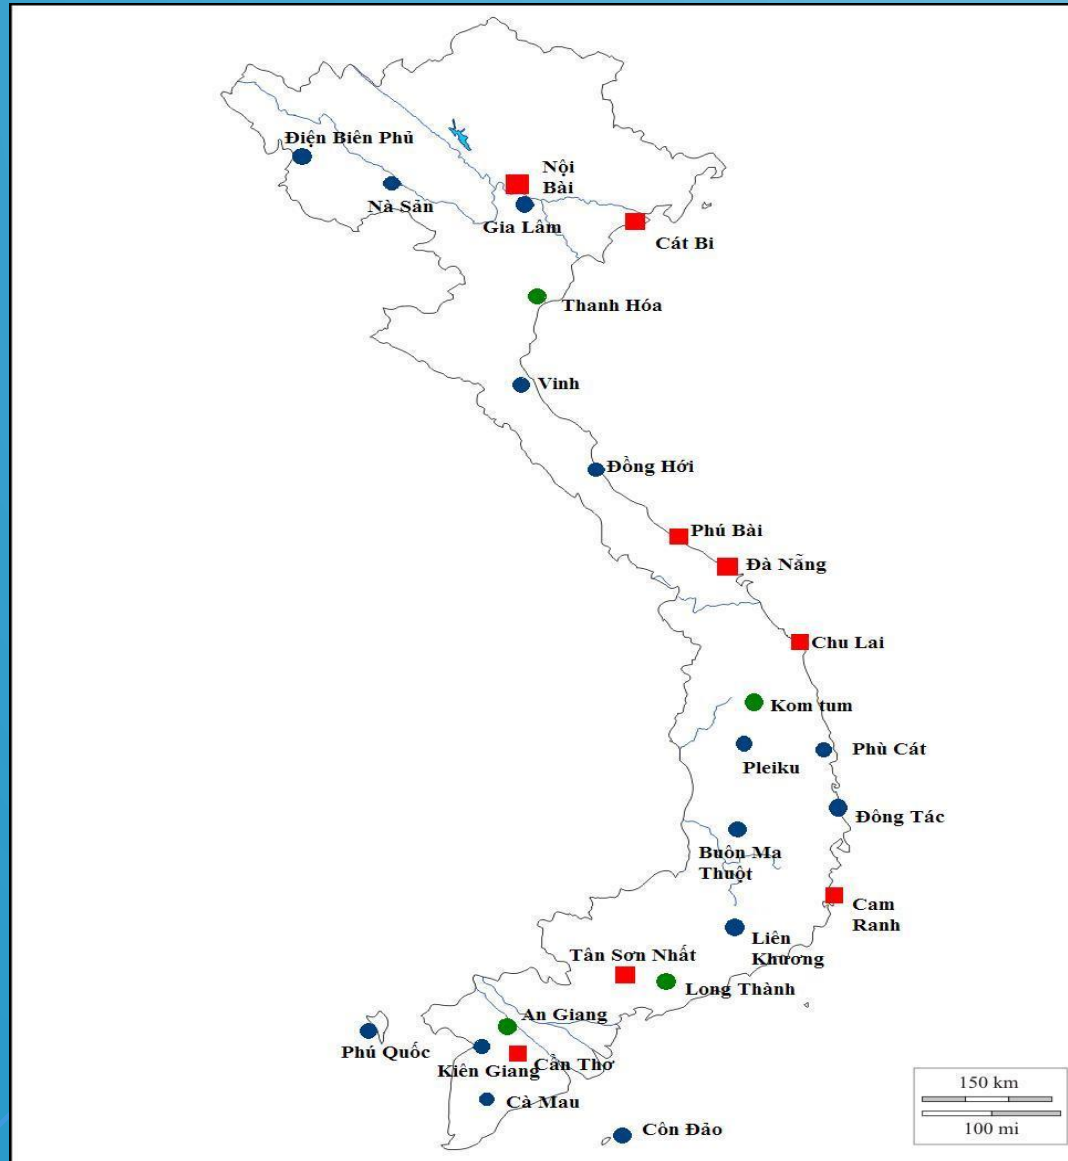 Điện Biên Phủ
Nội
Bài
Nà Sản
Gia Lâm
Cát Bi
Thanh Hóa
Vinh
Đồng Hới
Phú Bài
Đà Nẵng
Chu Lai
Kom tum
Phù Cát
Pleiku
Đông Tác
Buôn Ma
Thuột
Cam
Ranh
Liên
Khương
Tân Sơn Nhất
Long Thành
An Giang
Phú Quốc
Cần Thơ
Kiên Giang
Cà Mau
Côn Đảo
150 km
100 mi